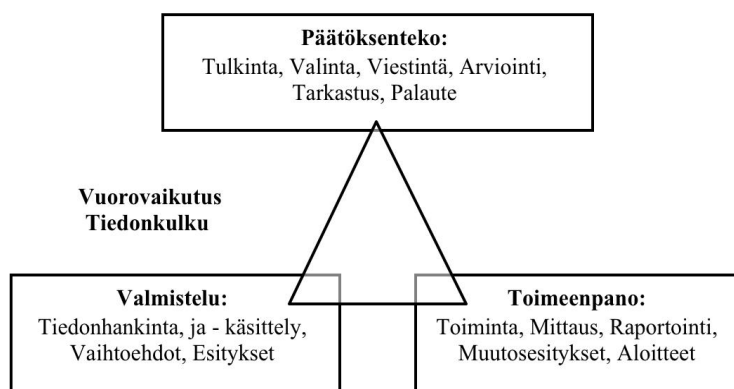 Päätöksenteko:
Tulkinta, Valinta, Viestintä, Arviointi,
Tarkastus, Palaute
Vuorovaikutus
Tiedonkulku
Valmistelu:
Tiedonhankinta, ja - käsittely,
Vaihtoehdot, Esitykset
Toimeenpano:
Toiminta, Mittaus, Raportointi,
Muutosesitykset, Aloitteet